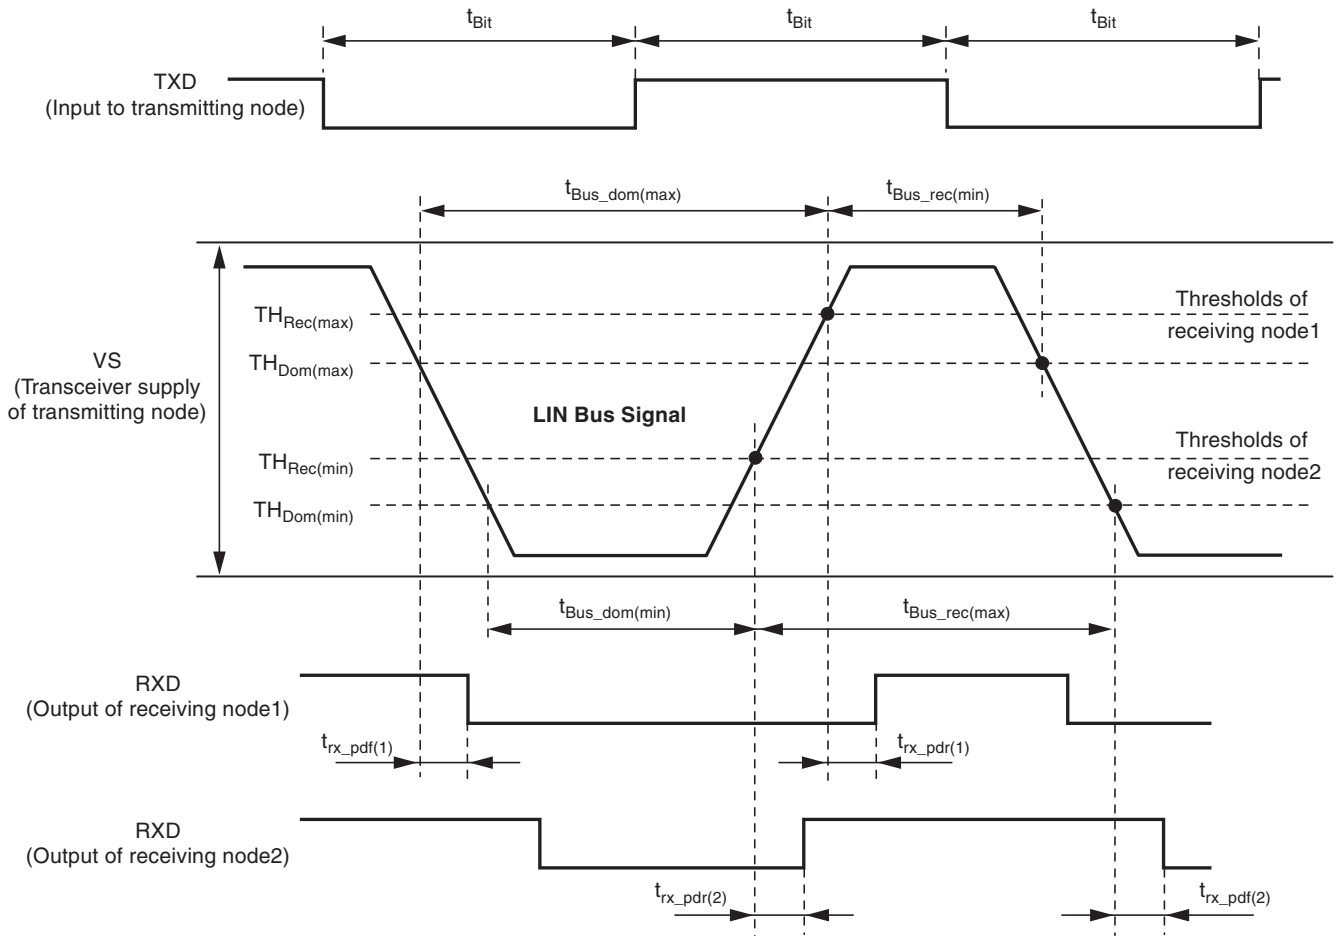 tBit
tBit
tBit
TXD
(Input to transmitting node)
tBus_dom(max)
tBus_rec(min)
THRec(max)
Thresholds of
receiving node1
THDom(max)
VS
(Transceiver supply
of transmitting node)
LIN Bus Signal
THRec(min)
Thresholds of
receiving node2
THDom(min)
tBus_dom(min)
tBus_rec(max)
RXD
(Output of receiving node1)
trx_pdf(1)
trx_pdr(1)
RXD
(Output of receiving node2)
trx_pdr(2)
trx_pdf(2)